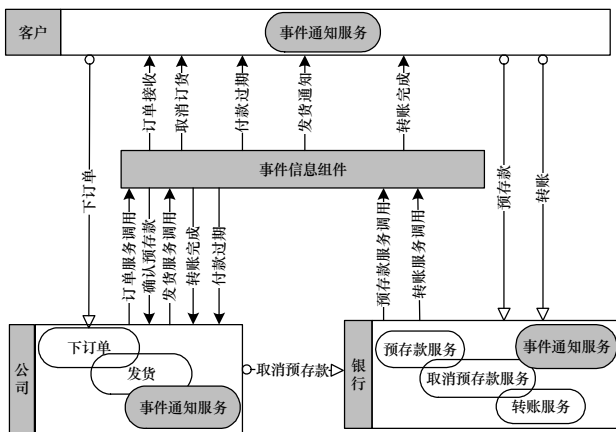 客户
事件通知服务
订单接收
取消订货
付款过期
发货通知
转账完成
下订单
事件信息组件
预存款
转账
订单服务调用
确认预存款
发货服务调用
转账完成
付款过期
预存款服务调用
转账服务调用
公司
下订单
发货
事件通知服务
取消预存款
银行
预存款服务
事件通知服务
取消预存款服务
转账服务